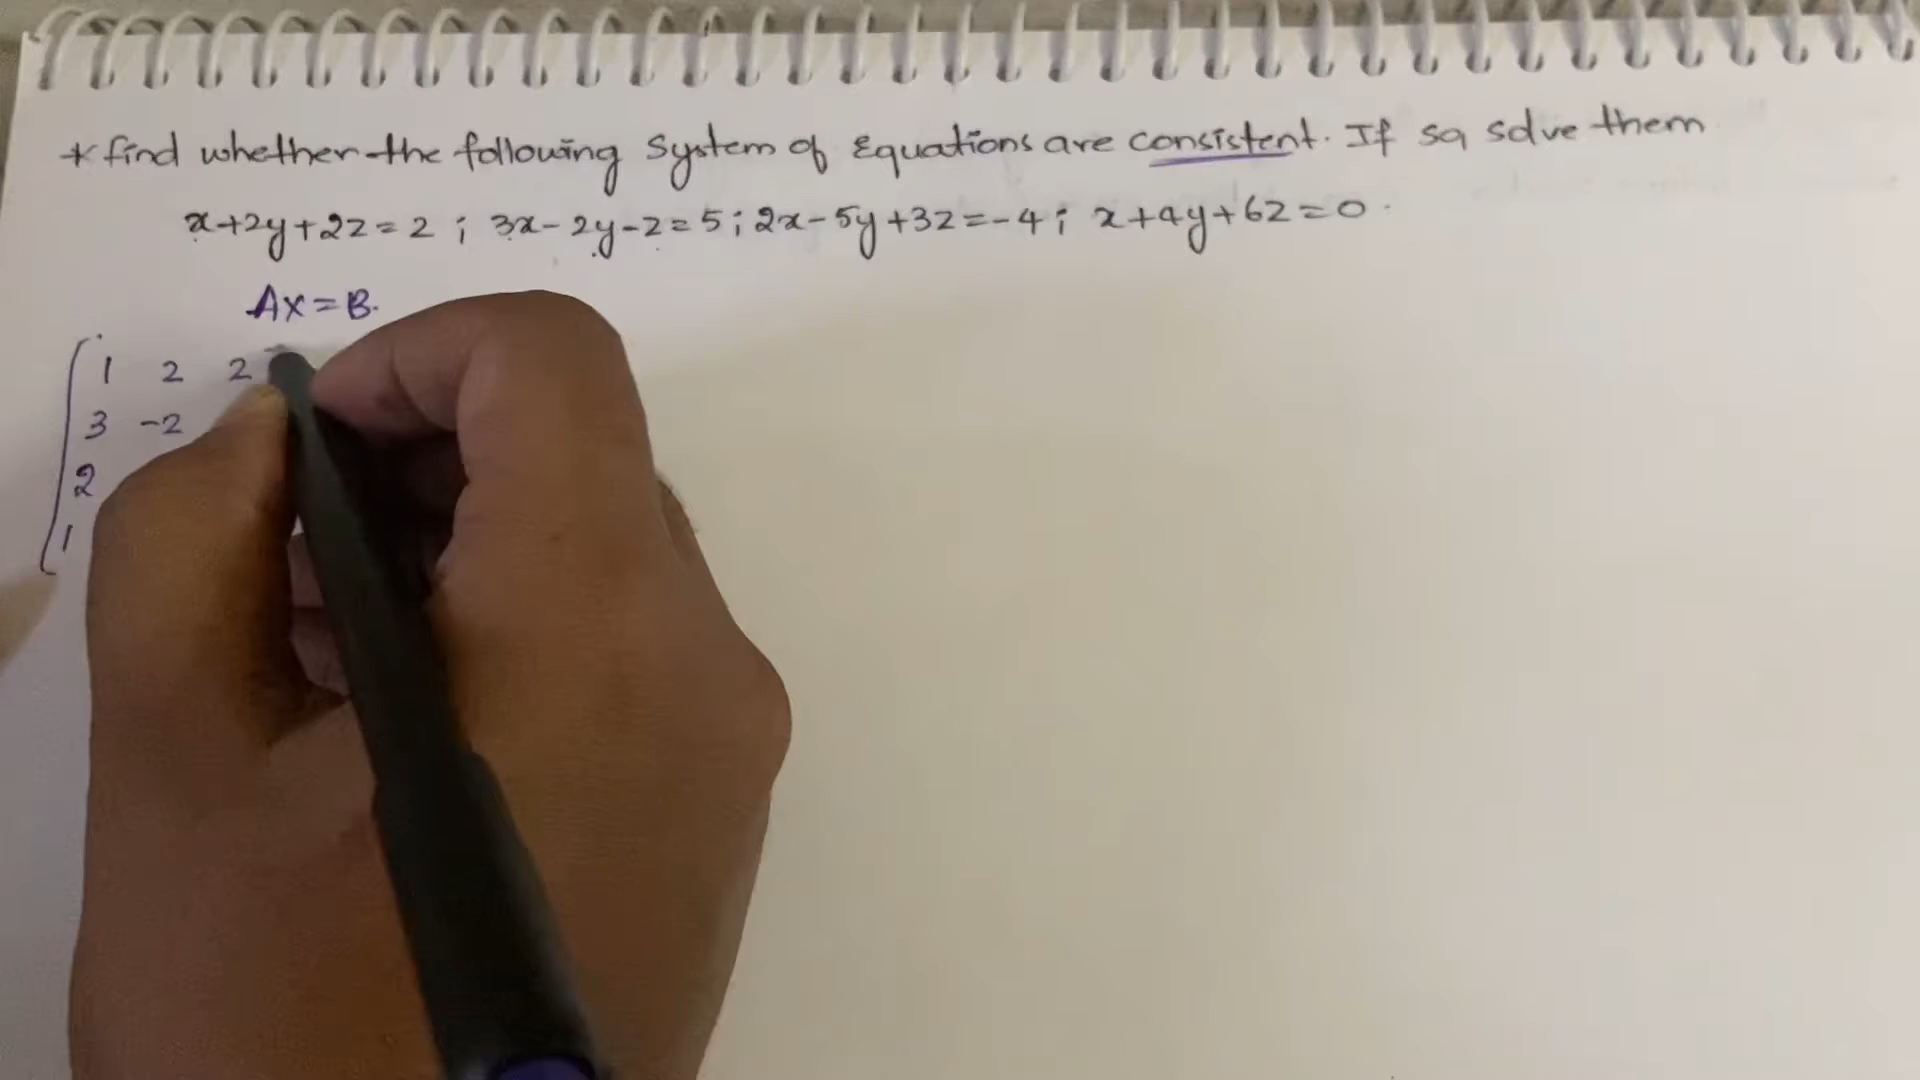 * find whether the following system of Equations are consistent. If so, solve them
x+2y+2z=2 ; 3x-2y-z=5 ; 2x-5y+3z=-4 ; x+4y+6z=0.
AX=B.
1 2 2
3 -2
2
1